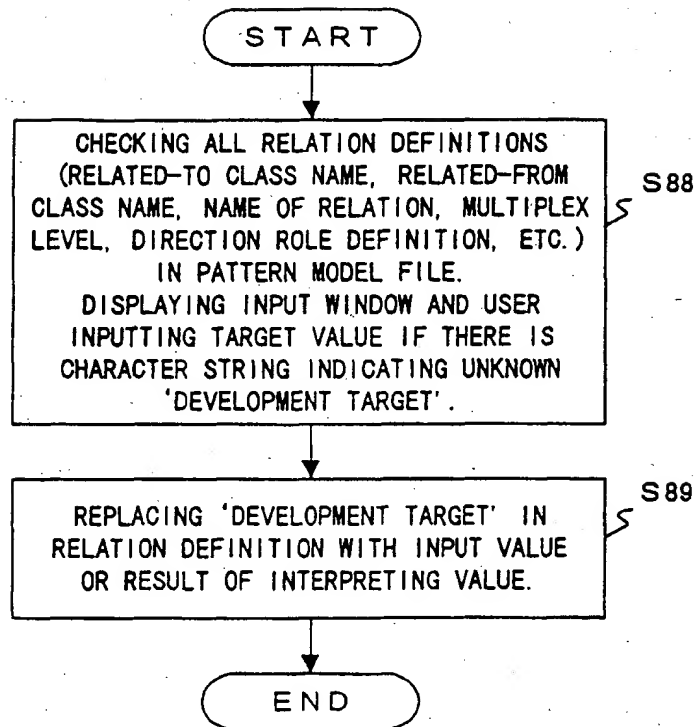 START
CHECKING ALL RELATION DEFINITIONS
(RELATED-TO CLASS NAME, RELATED-FROM
CLASS NAME, NAME OF RELATION, MULTIPLEX
LEVEL, DIRECTION ROLE DEFINITION, ETC.)
IN PATTERN MODEL FILE.
DISPLAYING INPUT WINDOW AND USER
INPUTTING TARGET VALUE IF THERE IS
CHARACTER STRING INDICATING UNKNOWN
'DEVELOPMENT TARGET'.
S88
REPLACING 'DEVELOPMENT TARGET' IN
RELATION DEFINITION WITH INPUT VALUE
OR RESULT OF INTERPRETING VALUE.
S89
END